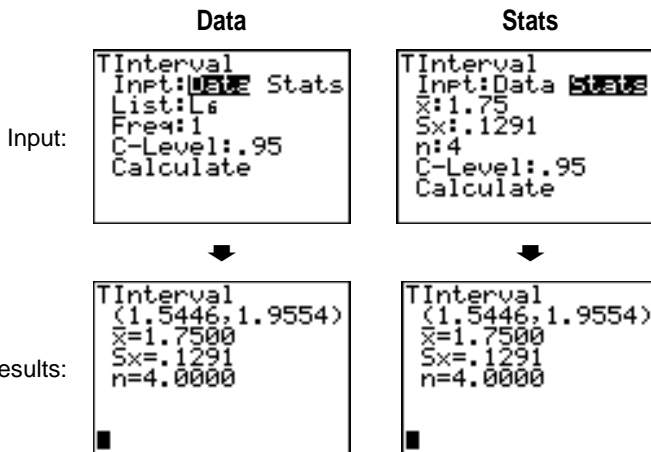 Data
Stats
Input:
TInterval
Inpt:Data Stats
List:L6
Freq:1
C-Level:.95
Calculate
TInterval
Inpt:Data Stats
x̄:1.75
Sx:.1291
n:4
C-Level:.95
Calculate
esults:
TInterval
(1.5446,1.9554)
x̄=1.7500
Sx=.1291
n=4.0000
TInterval
(1.5446,1.9554)
x̄=1.7500
Sx=.1291
n=4.0000